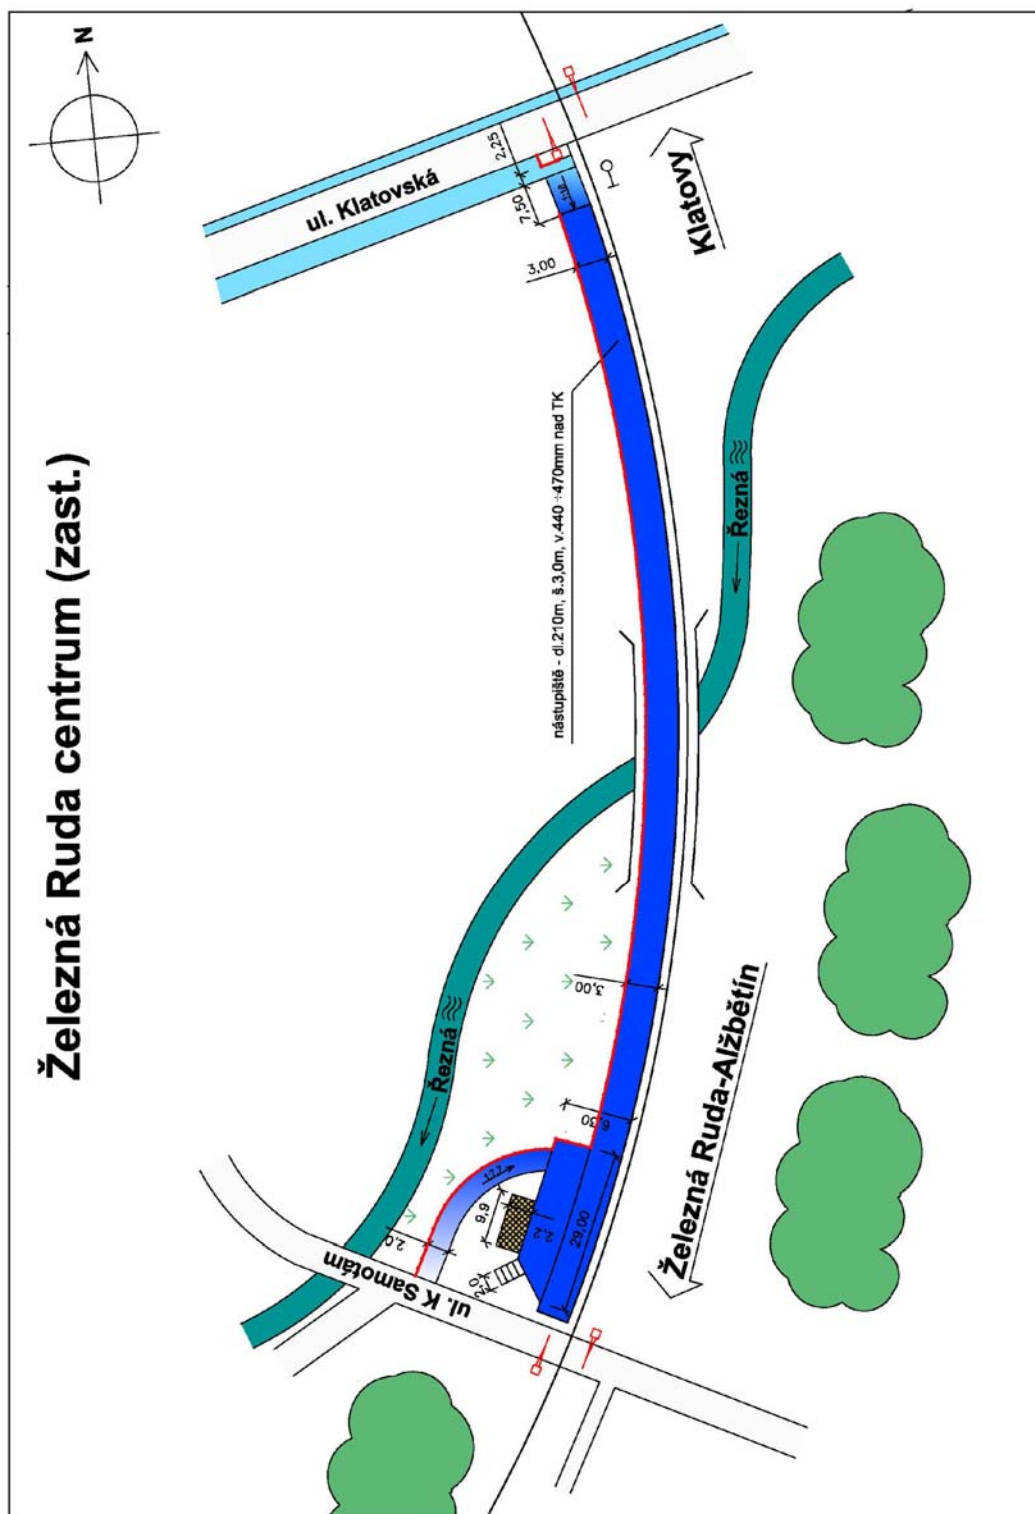 Železná Ruda centrum (zast.)
N
ul. Klatovská
2,25
7,50
1:16
3,00
Klatovy
nástupiště - dl.210m, š.3,0m, v.440÷470mm nad TK
Řezná
Řezná
3,00
6,30
Železná Ruda-Alžbětín
29,00
2,2
9,9
2,0
2,0
ul. K Samotám